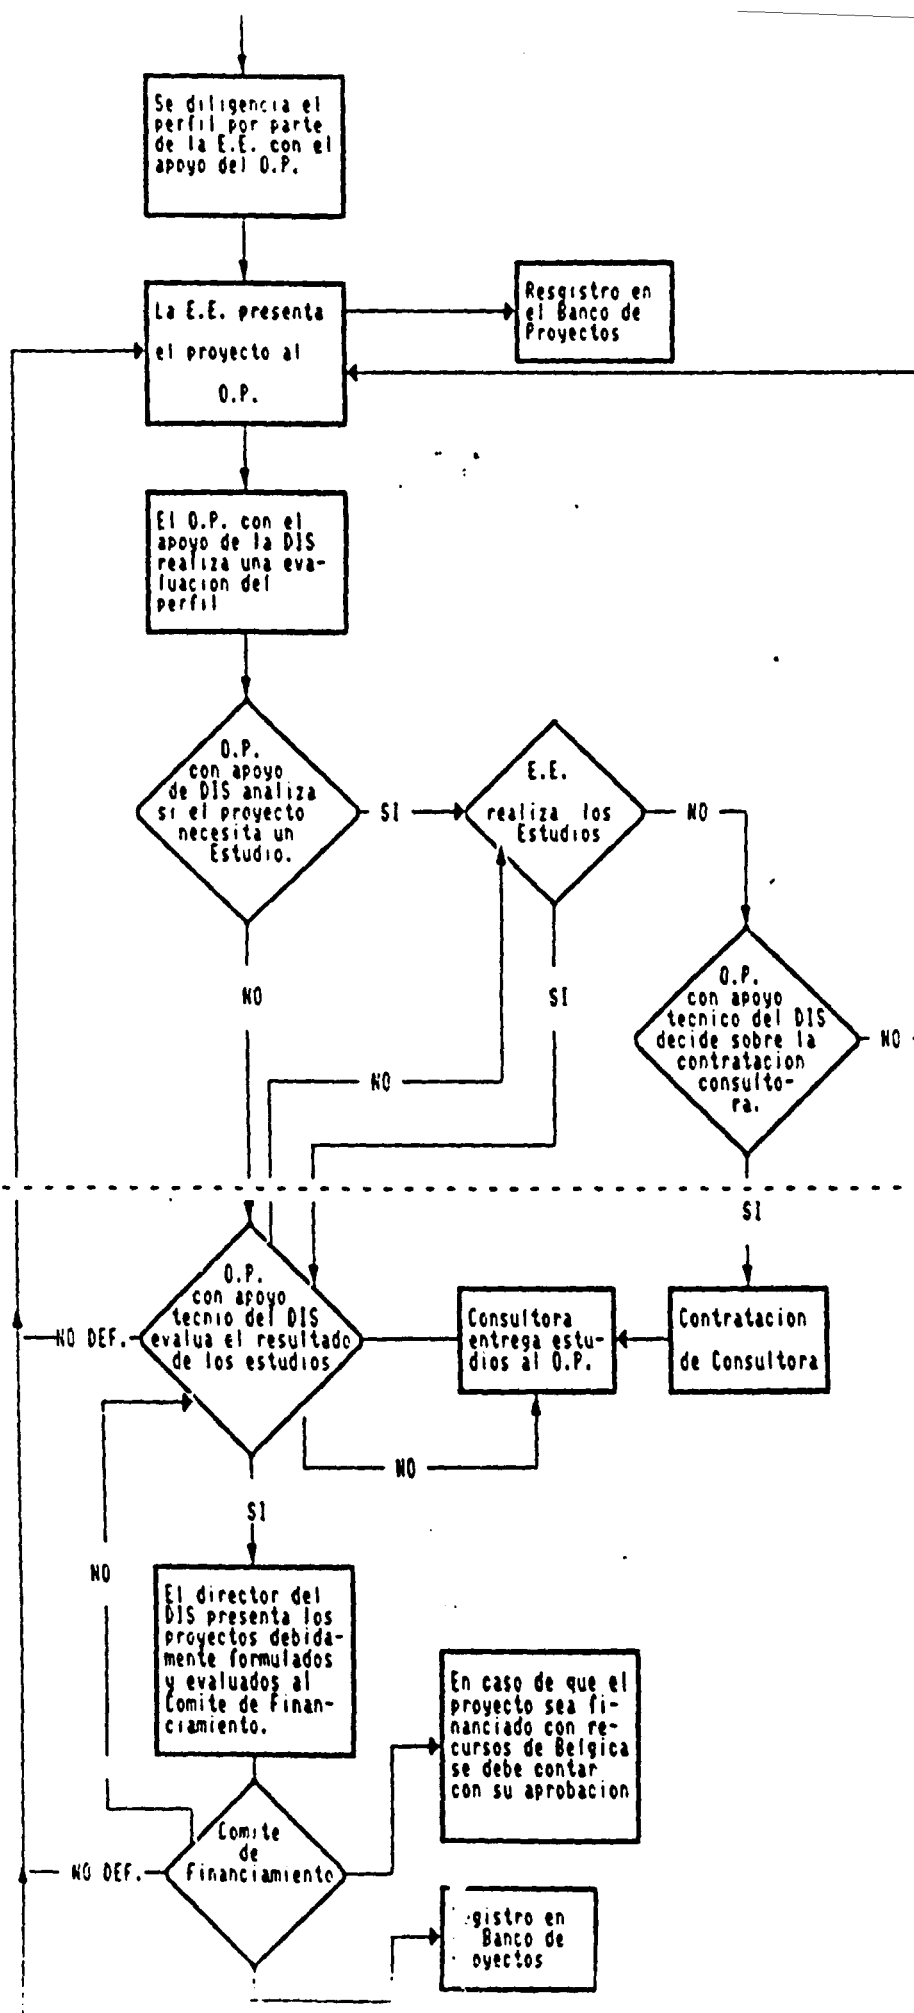 Se diligencia el
perfil por parte
de la E.E. con el
apoyo del O.P.
La E.E. presenta
el proyecto al
O.P.
Resgistro en
el Banco de
Proyectos
El O.P. con el
apoyo de la DIS
realiza una eva-
luacion del
perfil
O.P.
con apoyo
de DIS analiza
si el proyecto
necesita un
Estudio.
SI
E.E.
realiza los
Estudios
NO
NO
SI
O.P.
con apoyo
tecnico del DIS
decide sobre la
contratacion
consulto-
ra.
NO
NO
SI
O.P.
con apoyo
tecnio del DIS
evalua el resultado
de los estudios
NO DEF.
Consultora
entrega estu-
dios al O.P.
Contratacion
de Consultora
NO
SI
NO
El director del
DIS presenta los
proyectos debida-
mente formulados
y evaluados al
Comite de Finan-
ciamiento.
En caso de que el
proyecto sea fi-
nanciado con re-
cursos de Belgica
se debe contar
con su aprobacion
Comite
de
Financiamiento
NO DEF.
gistro en
Banco de
oyectos